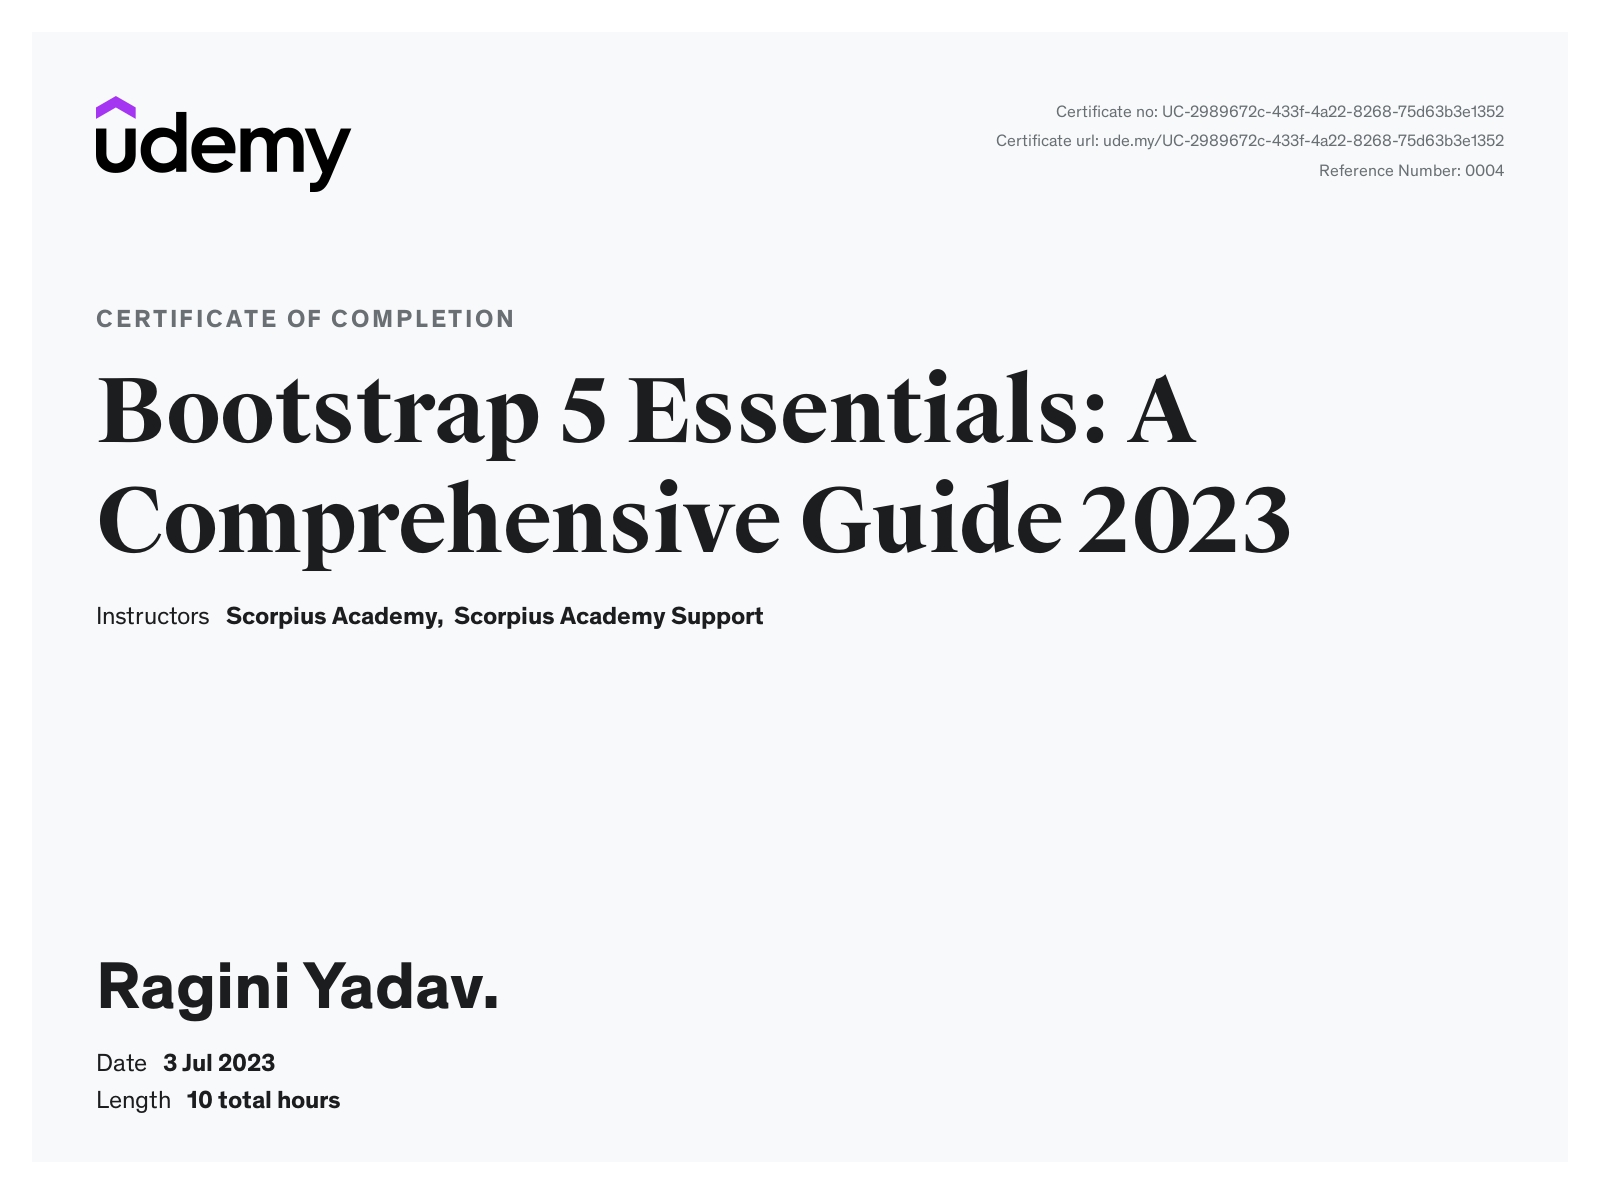 udemy
Certificate no: UC-2989672c-433f-4a22-8268-75d63b3e1352
Certificate url: ude.my/UC-2989672c-433f-4a22-8268-75d63b3e1352
Reference Number: 0004
CERTIFICATE OF COMPLETION
Bootstrap 5 Essentials: A
Comprehensive Guide 2023
Instructors Scorpius Academy, Scorpius Academy Support
Ragini Yadav.
Date 3 Jul 2023
Length 10 total hours